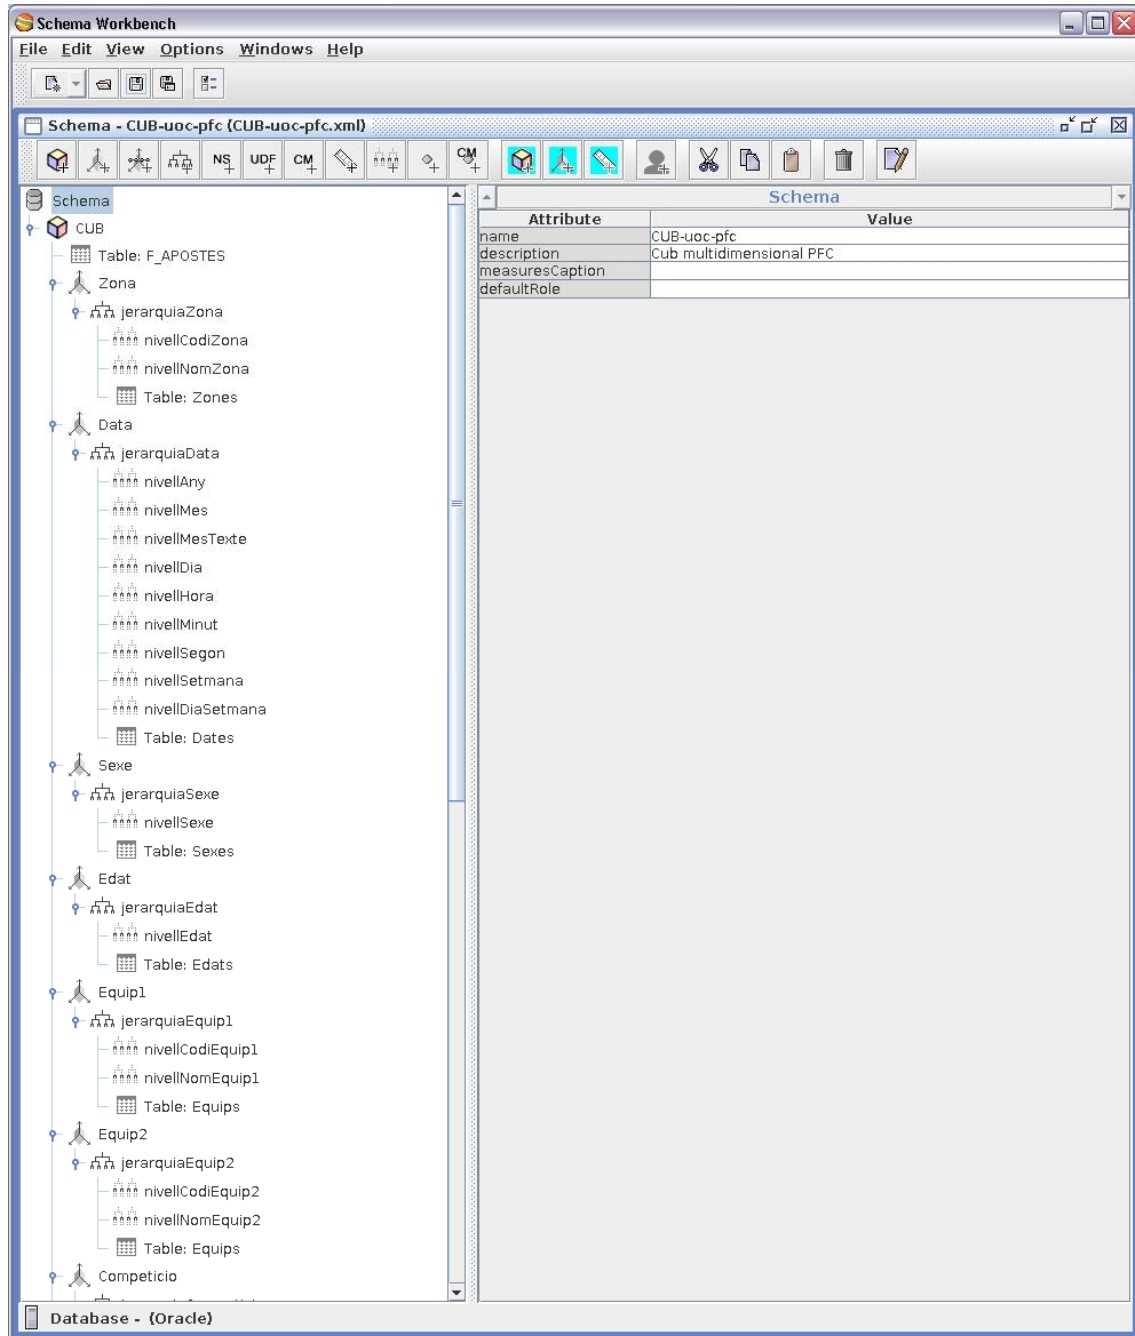 Schema Workbench
File Edit View Options Windows Help
Schema - CUB-uoc-pfc (CUB-uoc-pfc.xml)
NS UDF CM CM
Schema
CUB
Table: F_APOSTES
Zona
jerarquiaZona
nivellCodiZona
nivellNomZona
Table: Zones
Data
jerarquiaData
nivellAny
nivellMes
nivellMesTexte
nivellDia
nivellHora
nivellMinut
nivellSegon
nivellSetmana
nivellDiaSetmana
Table: Dates
Sexe
jerarquiaSexe
nivellSexe
Table: Sexes
Edat
jerarquiaEdat
nivellEdat
Table: Edats
Equip1
jerarquiaEquip1
nivellCodiEquip1
nivellNomEquip1
Table: Equips
Equip2
jerarquiaEquip2
nivellCodiEquip2
nivellNomEquip2
Table: Equips
Competicio
Schema
Attribute Value
name CUB-uoc-pfc
description Cub multidimensional PFC
measuresCaption
defaultRole
Database - (Oracle)